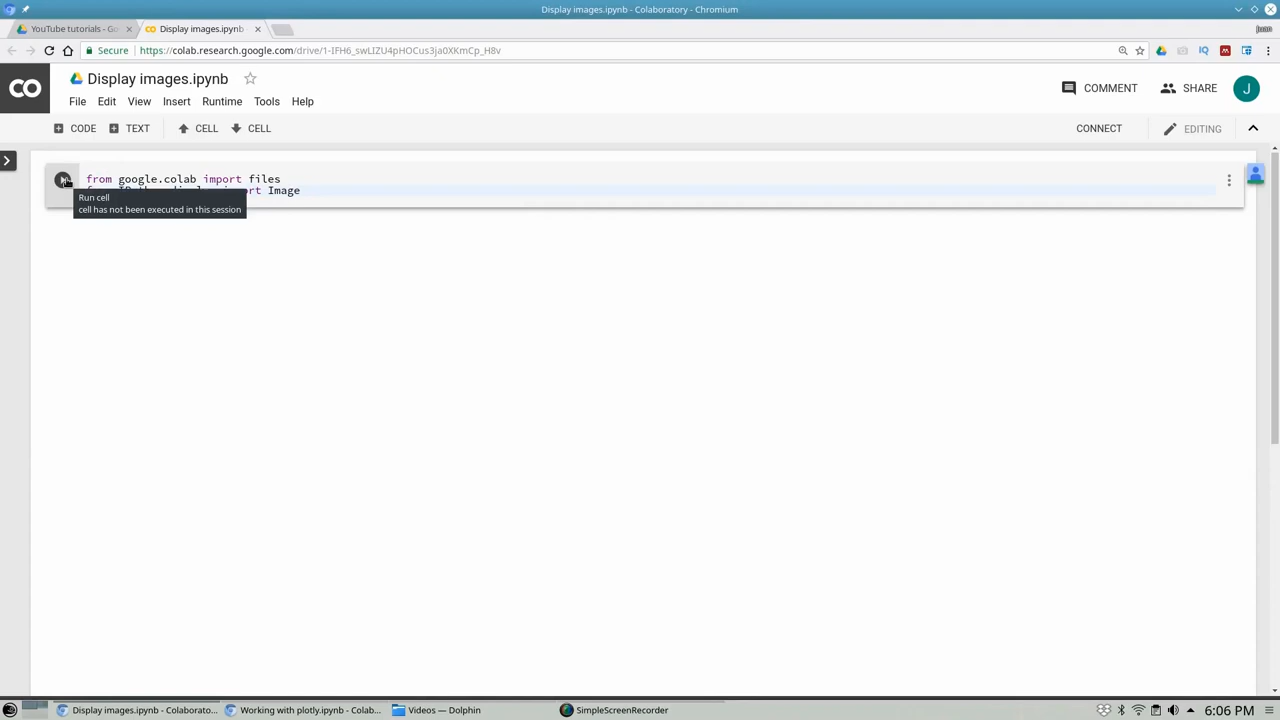 Display images.ipynb - Colaboratory - Chromium
YouTube tutorials - Go
Display images.ipynb
juan
Secure
https://colab.research.google.com/drive/1-IFH6_swLIZU4pHOCus3ja0XKmCp_H8v
CO
Display images.ipynb
COMMENT
SHARE
J
File Edit View Insert Runtime Tools Help
CODE TEXT CELL CELL
CONNECT
EDITING
from google.colab import files
import Image
Run cell
cell has not been executed in this session
Display images.ipynb - Colaborato...
Working with plotly.ipynb - Colab...
Videos — Dolphin
SimpleScreenRecorder
6:06 PM